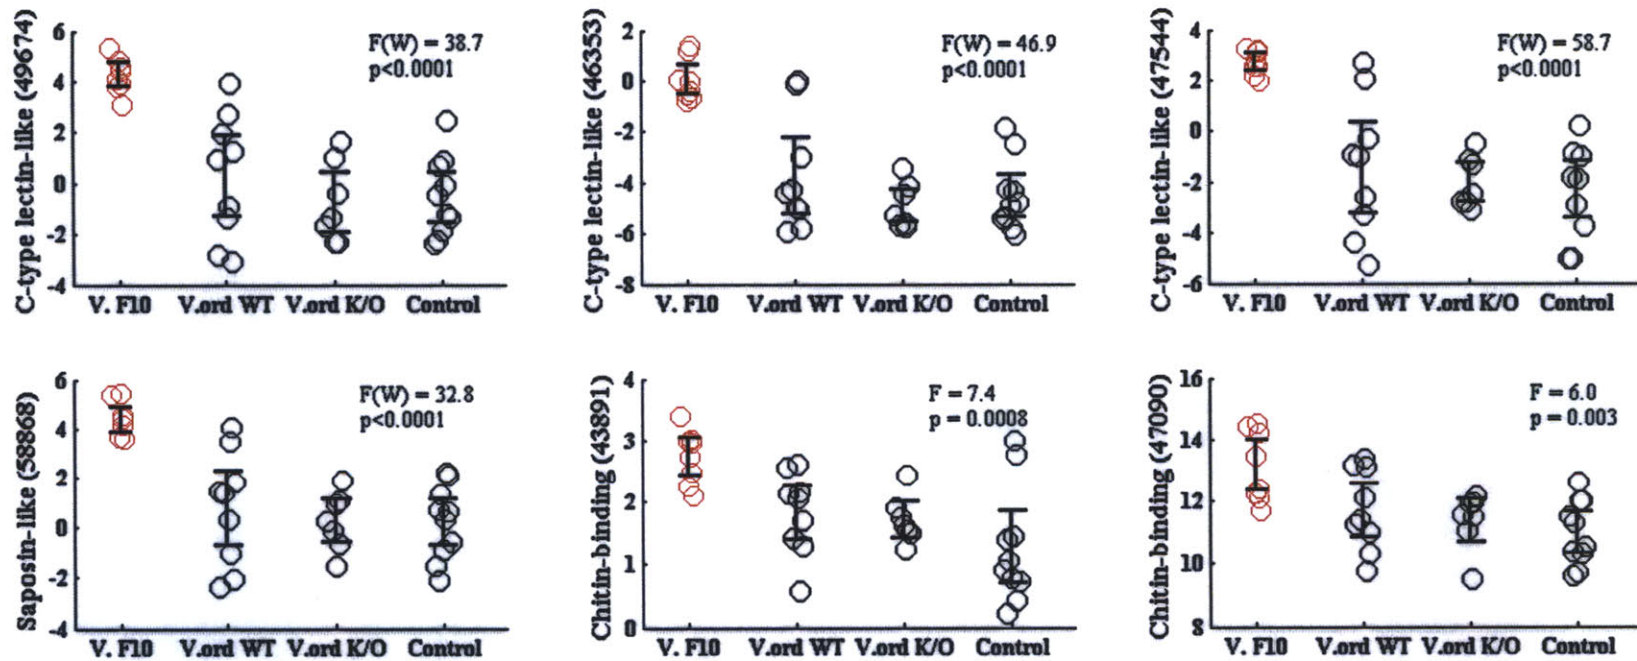 C-type lectin-like (49674)
6
4
2
0
-2
-4
F(W) = 38.7
p<0.0001
V. F10 V.ord WT V.ord K/O Control
C-type lectin-like (46353)
2
0
-2
-4
-6
-8
F(W) = 46.9
p<0.0001
V. F10 V.ord WT V.ord K/O Control
C-type lectin-like (47544)
4
2
0
-2
-4
-6
F(W) = 58.7
p<0.0001
V. F10 V.ord WT V.ord K/O Control
Saposin-like (58868)
6
4
2
0
-2
-4
F(W) = 32.8
p<0.0001
V. F10 V.ord WT V.ord K/O Control
Chitin-binding (43891)
4
3
2
1
0
F = 7.4
p = 0.0008
V. F10 V.ord WT V.ord K/O Control
Chitin-binding (47090)
16
14
12
10
8
F = 6.0
p = 0.003
V. F10 V.ord WT V.ord K/O Control